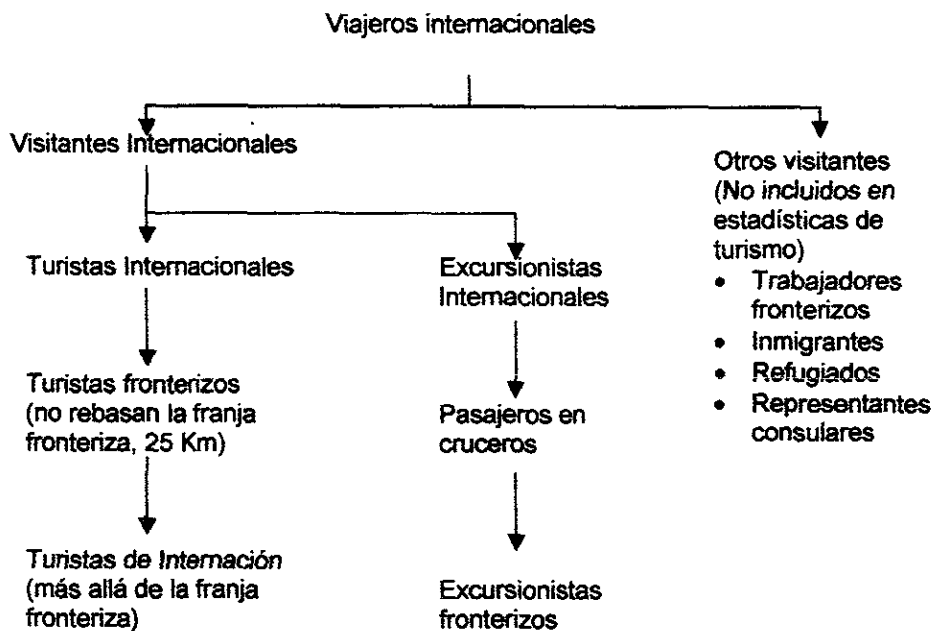 Viajeros internacionales
Visitantes Internacionales
Otros visitantes
(No incluidos en
estadísticas de
turismo)
• Trabajadores
fronterizos
• Inmigrantes
• Refugiados
• Representantes
consulares
Turistas Internacionales
Excursionistas
Internacionales
Turistas fronterizos
(no rebasan la franja
fronteriza, 25 Km)
Pasajeros en
cruceros
Turistas de Internación
(más allá de la franja
fronteriza)
Excursionistas
fronterizos